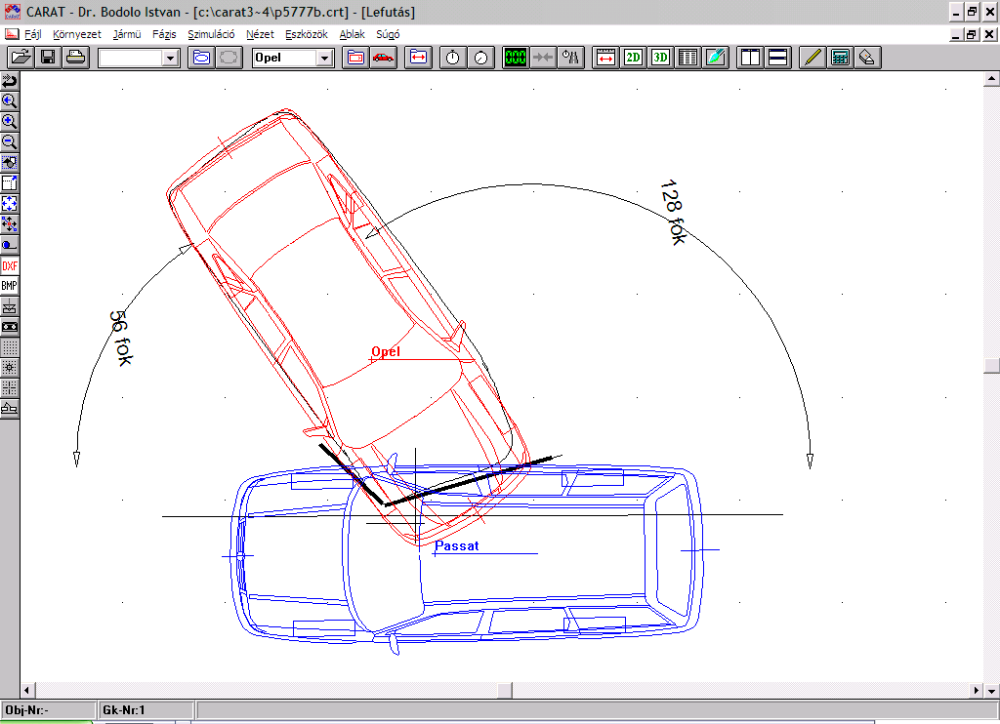 CARAT - Dr. Bodolo Istvan - [c:\carat3~4\p5777b.crt] - [Lefutás]
Fájl Környezet Jármü Fázis Szimuláció Nézet Eszközök Ablak Súgó
Opel 000 2D 3D
DXF
BMP
128 fok
56 fok
Opel
Passat
Obj-Nr:- Gk-Nr:1